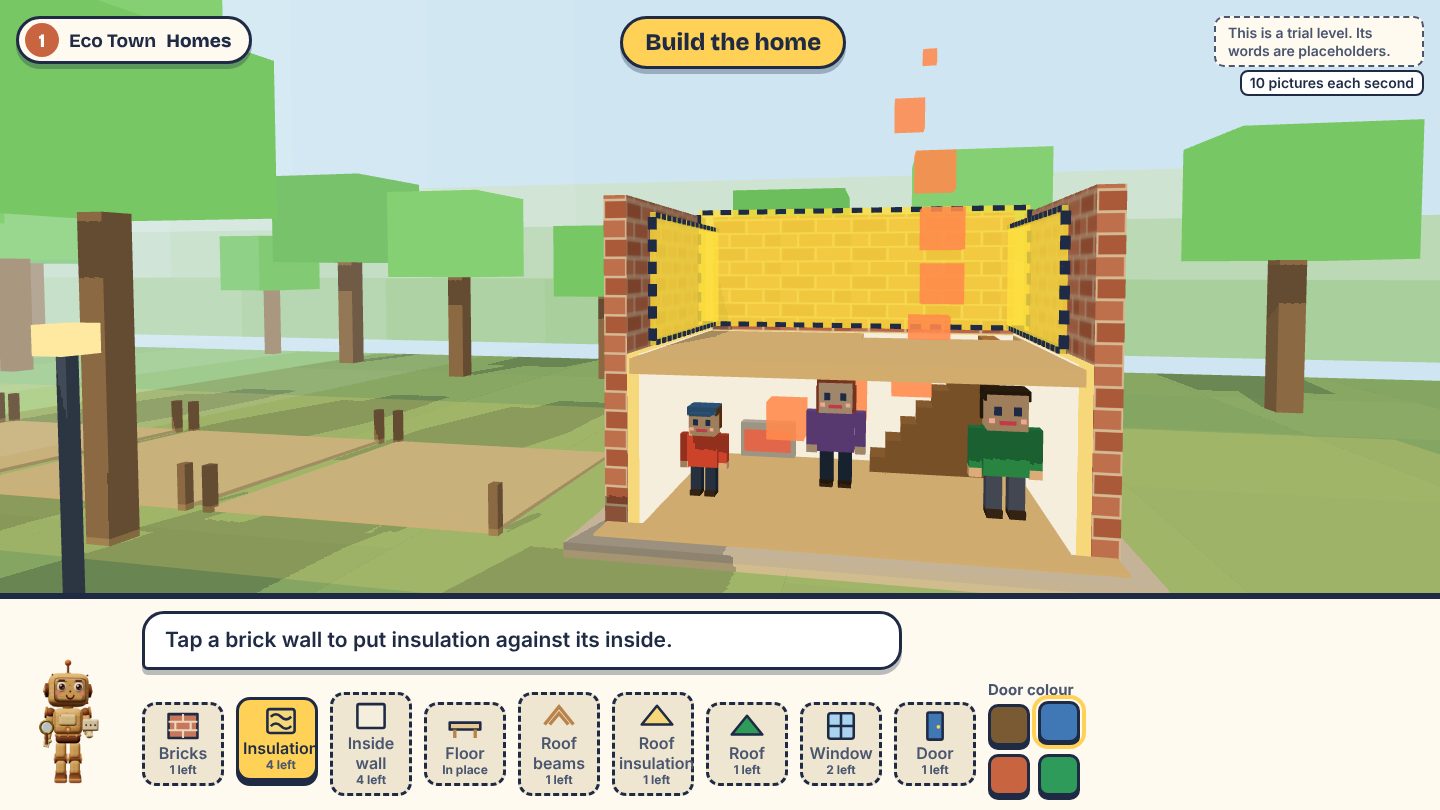 1 Eco Town Homes
Build the home
This is a trial level. Its
words are placeholders.
10 pictures each second
Tap a brick wall to put insulation against its inside.
Bricks
1 left
Insulation
4 left
Inside
wall
4 left
Floor
In place
Roof
beams
1 left
Roof
insulation
1 left
Roof
1 left
Window
2 left
Door
1 left
Door colour